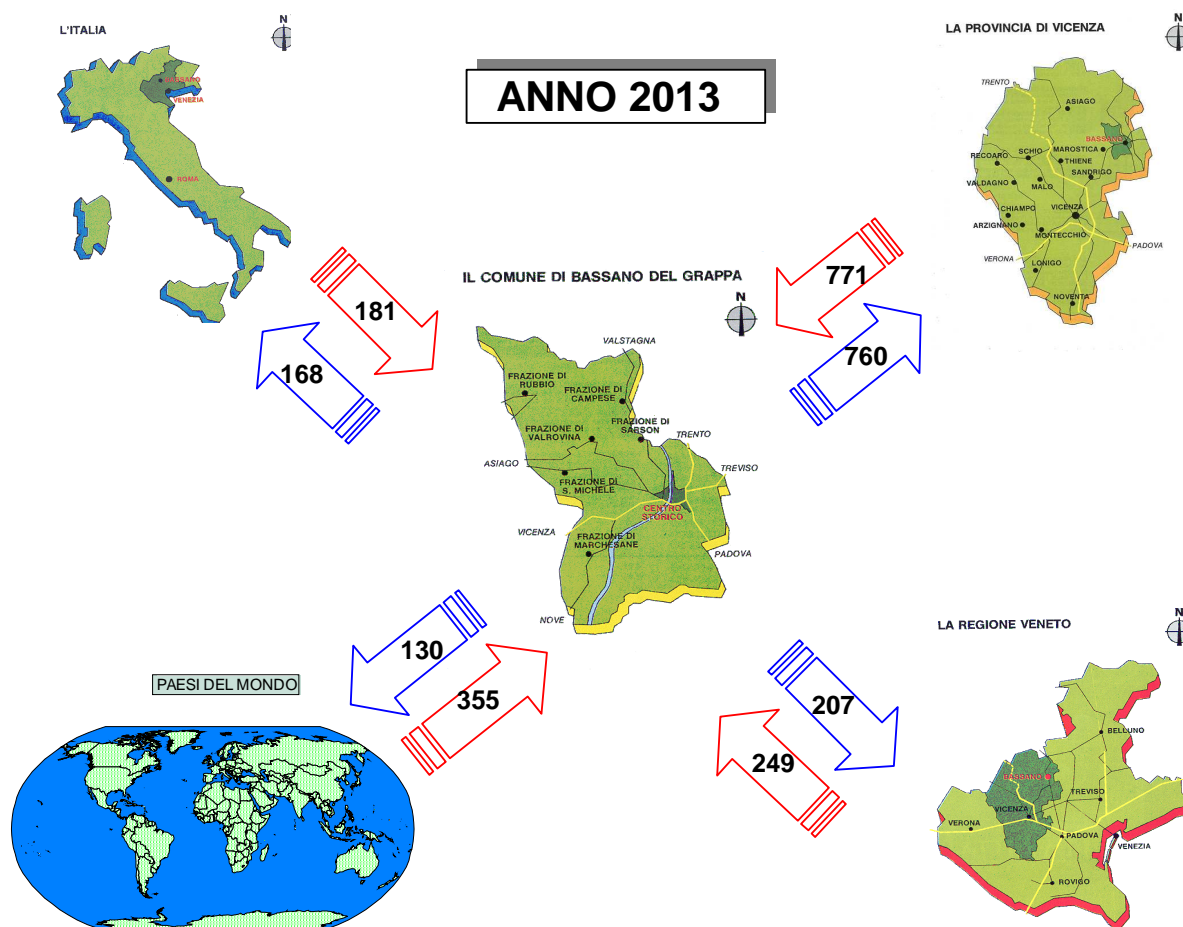 L'ITALIA
N
BASSANO
VENEZIA
ROMA
ANNO 2013
LA PROVINCIA DI VICENZA
N
TRENTO
ASIAGO
BASSANO
MAROSTICA
SCHIO
THIENE
RECOARO
SANDRIGO
VALDAGNO
MALO
CHIAMPO
VICENZA
ARZIGNANO
MONTECCHIO
PADOVA
VERONA
LONIGO
NOVENTA
181
168
771
760
IL COMUNE DI BASSANO DEL GRAPPA
N
VALSTAGNA
FRAZIONE DI
RUBBIO
FRAZIONE DI
CAMPESE
FRAZIONE DI
VALROVINA
FRAZIONE DI
SARSON
TRENTO
ASIAGO
TREVISO
FRAZIONE DI
S. MICHELE
CENTRO
STORICO
VICENZA
FRAZIONE DI
MARCHESANE
PADOVA
NOVE
130
355
207
249
PAESI DEL MONDO
LA REGIONE VENETO
N
BELLUNO
BASSANO
TREVISO
VICENZA
VERONA
PADOVA
VENEZIA
ROVIGO